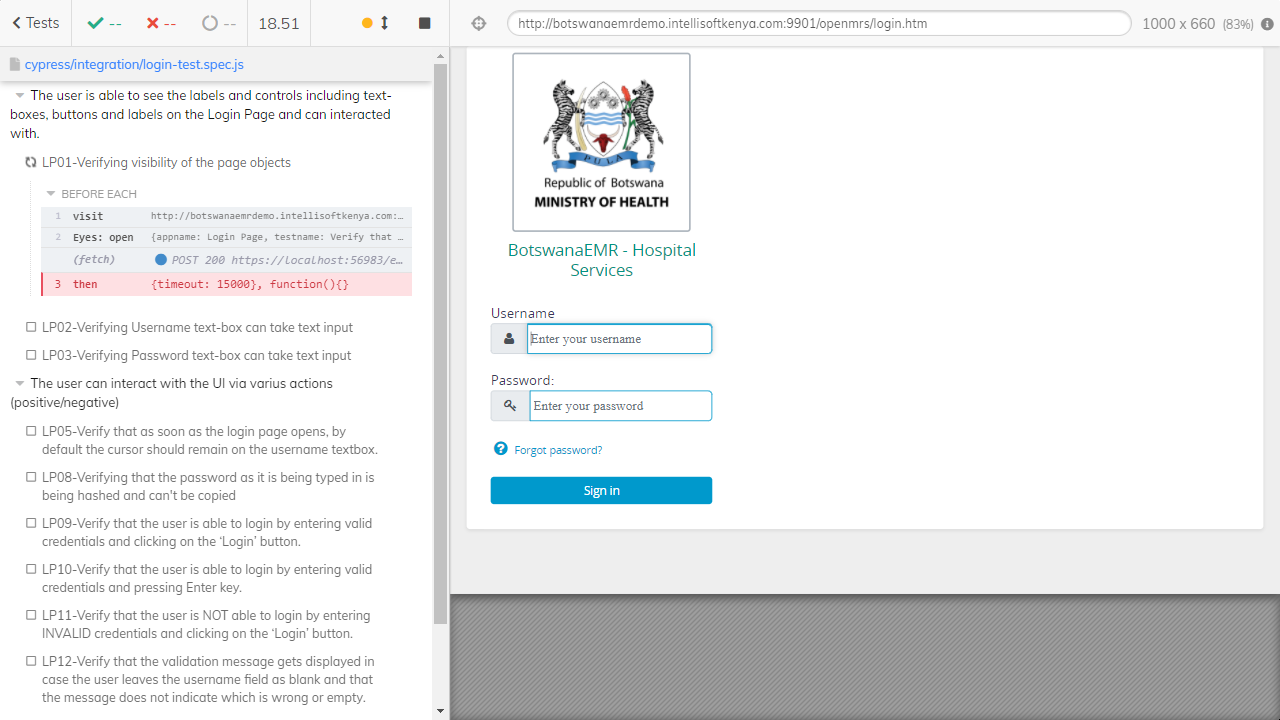 Tests -- -- -- 18.51
http://botswanaemrdemo.intellisoftkenya.com:9901/openmrs/login.htm 1000 x 660 (83%)
cypress/integration/login-test.spec.js
The user is able to see the labels and controls including text-
boxes, buttons and labels on the Login Page and can interacted
with.
LP01-Verifying visibility of the page objects
BEFORE EACH
1 visit http://botswanaemrdemo.intellisoftkenya.com:…
2 Eyes: open {appname: Login Page, testname: Verify that …
(fetch) POST 200 https://localhost:56983/e…
3 then {timeout: 15000}, function(){}
LP02-Verifying Username text-box can take text input
LP03-Verifying Password text-box can take text input
The user can interact with the UI via varius actions
(positive/negative)
LP05-Verify that as soon as the login page opens, by
default the cursor should remain on the username textbox.
LP08-Verifying that the password as it is being typed in is
being hashed and can't be copied
LP09-Verify that the user is able to login by entering valid
credentials and clicking on the ‘Login’ button.
LP10-Verify that the user is able to login by entering valid
credentials and pressing Enter key.
LP11-Verify that the user is NOT able to login by entering
INVALID credentials and clicking on the ‘Login’ button.
LP12-Verify that the validation message gets displayed in
case the user leaves the username field as blank and that
the message does not indicate which is wrong or empty.
PULA
Republic of Botswana
MINISTRY OF HEALTH
BotswanaEMR - Hospital
Services
Username
Enter your username
Password:
Enter your password
Forgot password?
Sign in